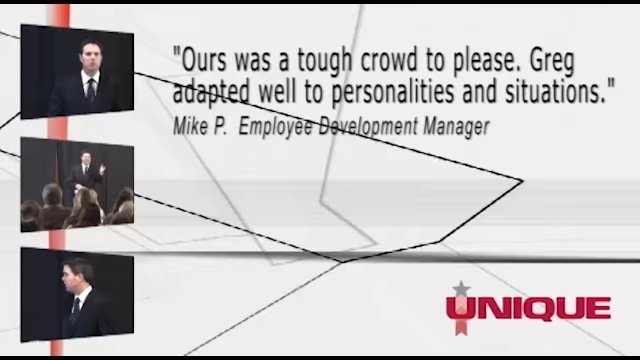 "Ours was a tough crowd to please. Greg
adapted well to personalities and situations."
Mike P. Employee Development Manager
UNIQUE